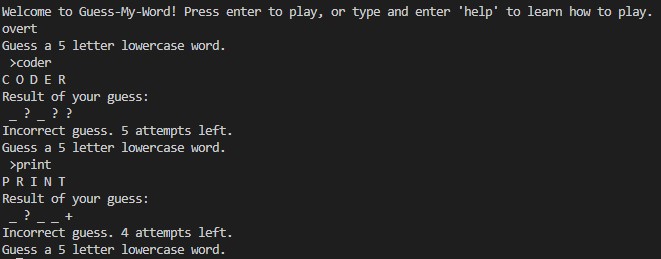 Welcome to Guess-My-Word! Press enter to play, or type and enter 'help' to learn how to play.
overt
Guess a 5 letter lowercase word.
 >coder
C O D E R
Result of your guess:
 _ ? _ ? ?
Incorrect guess. 5 attempts left.
Guess a 5 letter lowercase word.
 >print
P R I N T
Result of your guess:
 _ ? _ _ +
Incorrect guess. 4 attempts left.
Guess a 5 letter lowercase word.